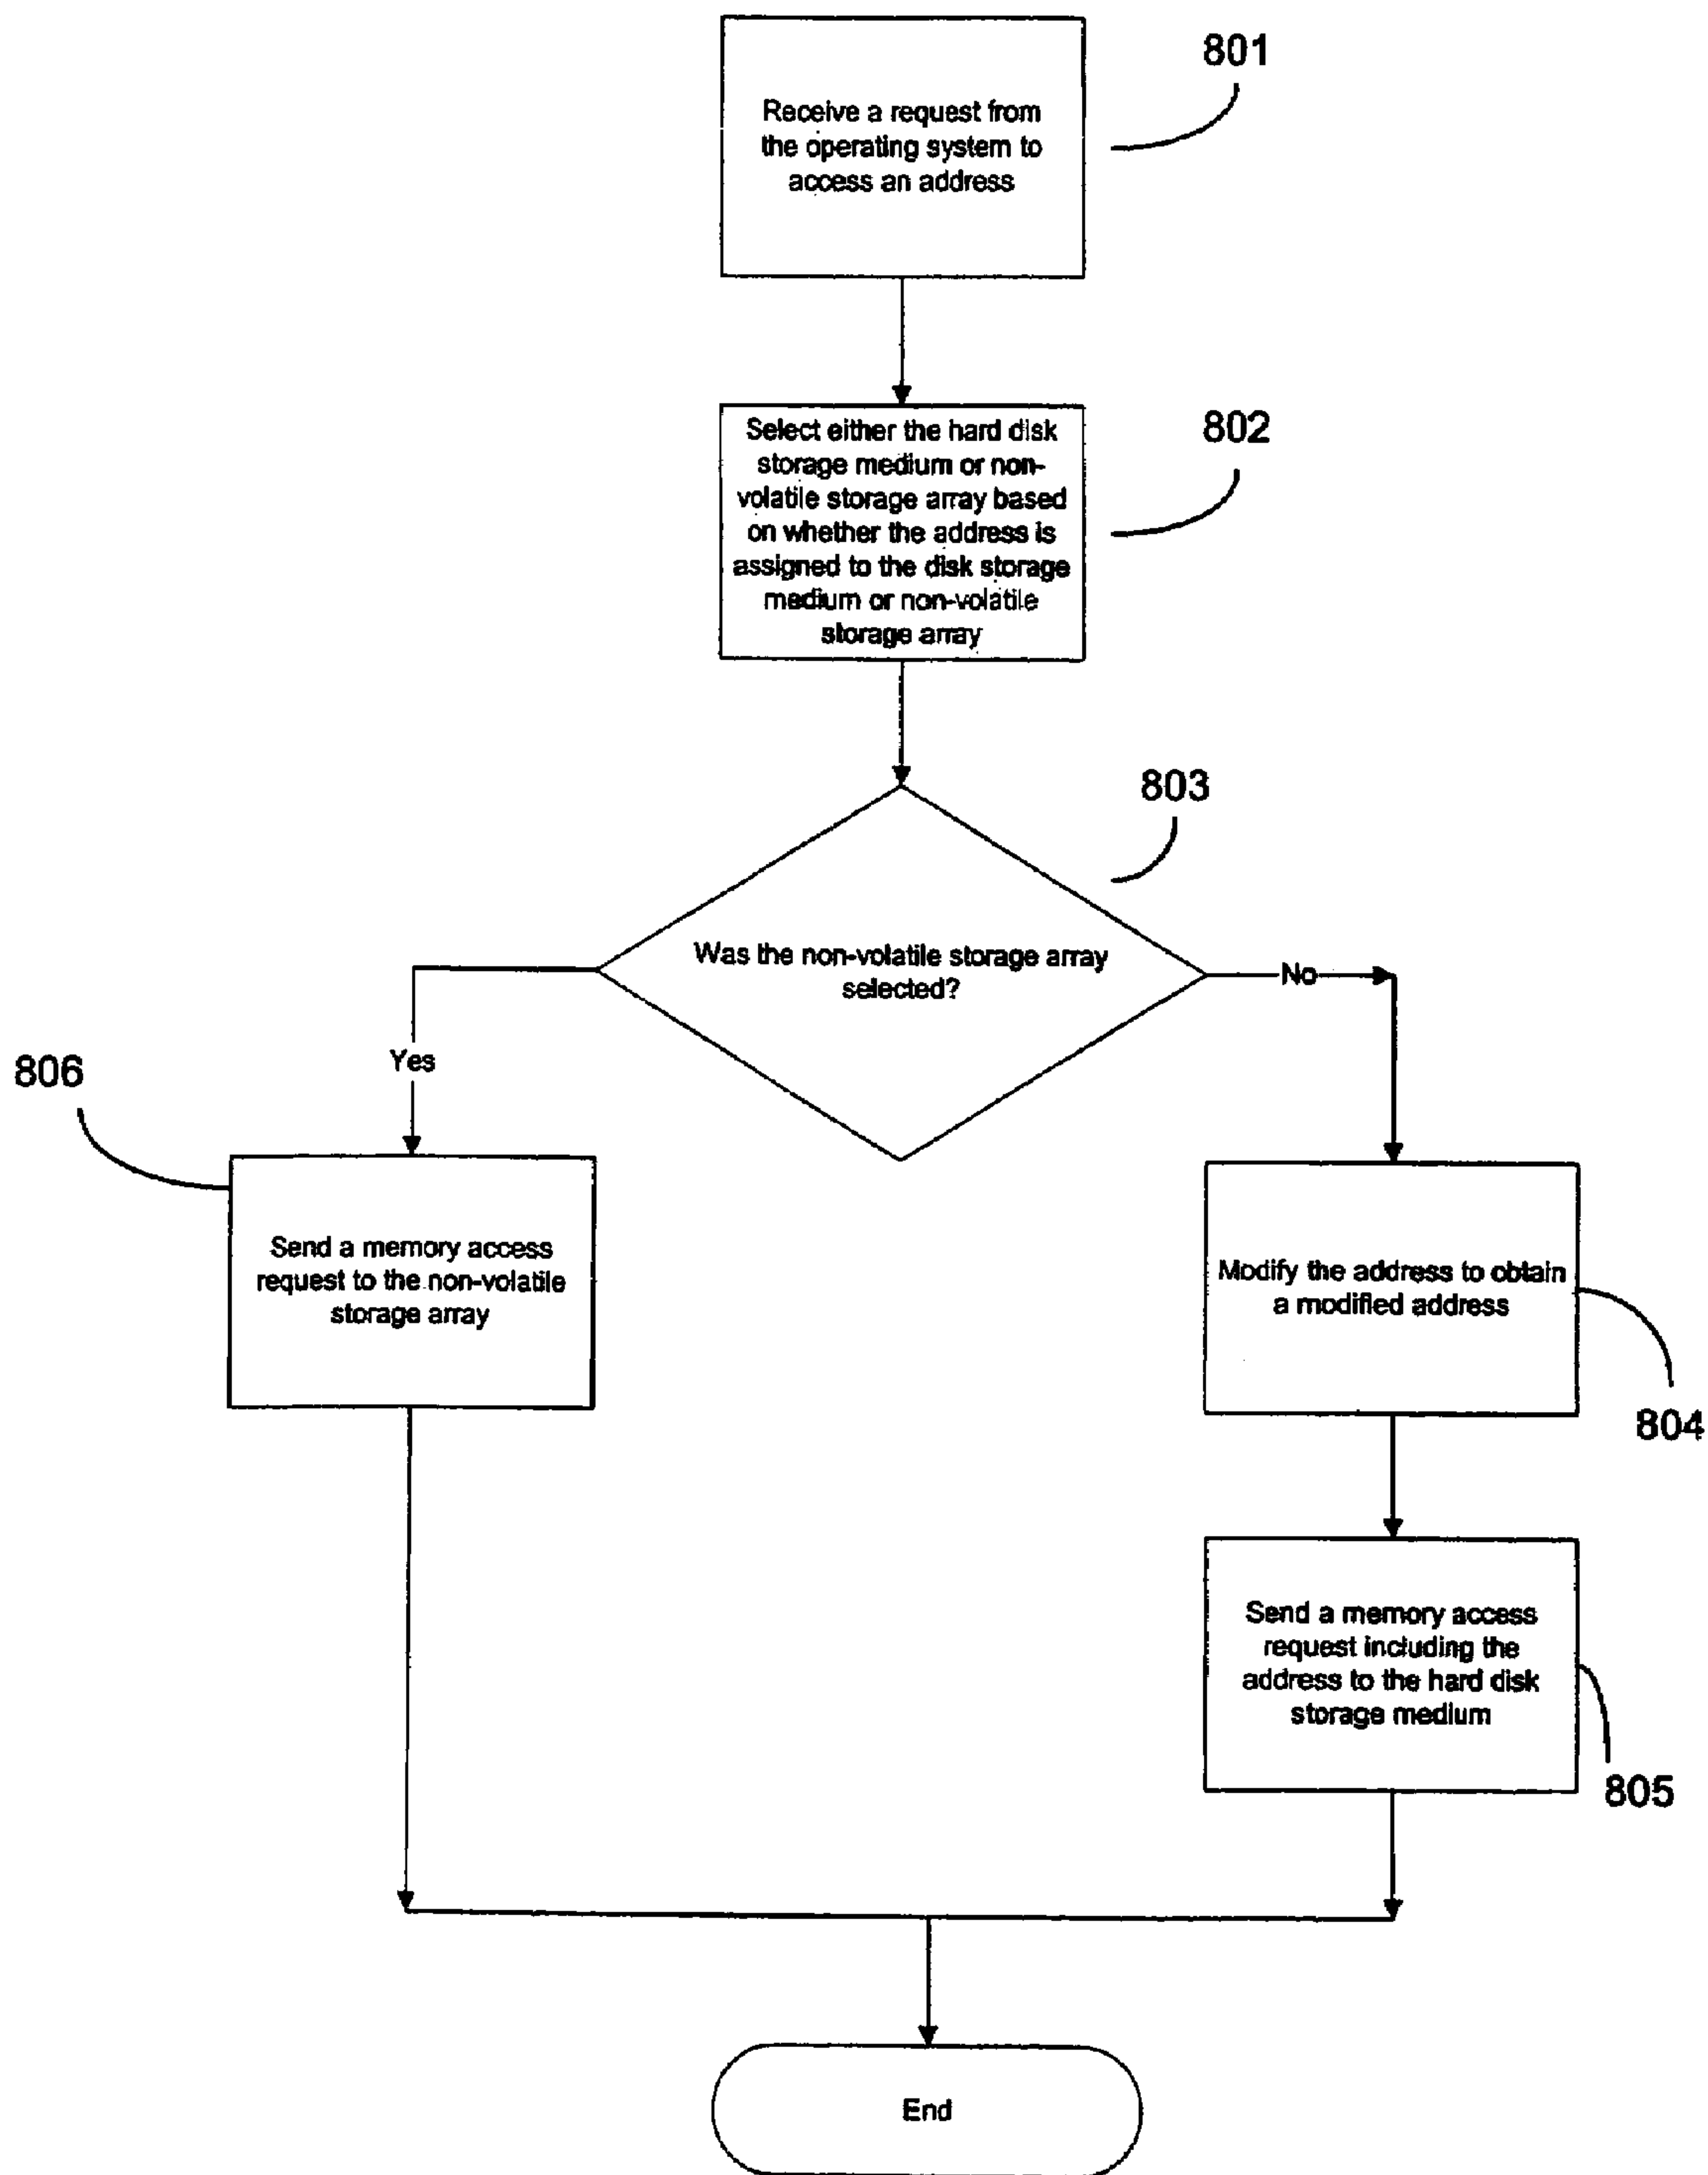 801
Receive a request from
the operating system to
access an address
802
Select either the hard disk
storage medium or non-
volatile storage array based
on whether the address is
assigned to the disk storage
medium or non-volatile
storage array
803
Was the non-volatile storage array
selected?
No
Yes
806
Send a memory access
request to the non-volatile
storage array
Modify the address to obtain
a modified address
804
Send a memory access
request including the
address to the hard disk
storage medium
805
End